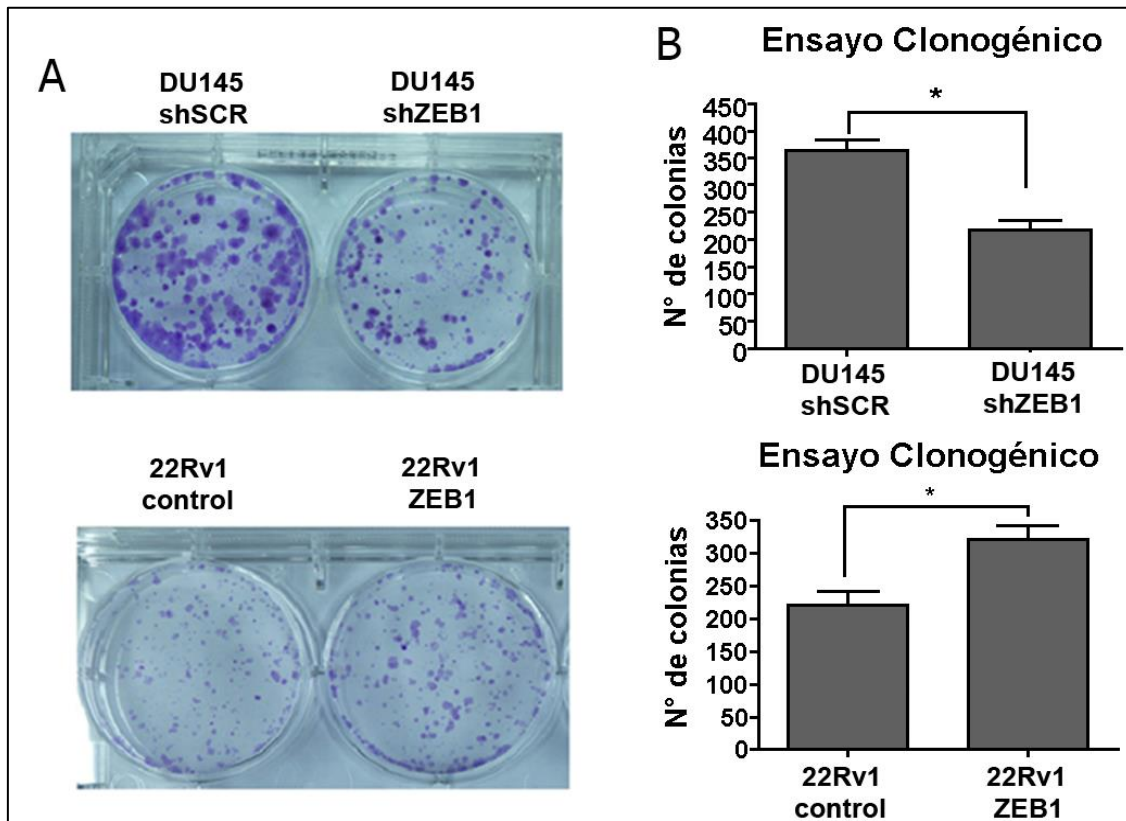 A
DU145
shSCR
DU145
shZEB1
22Rv1
control
22Rv1
ZEB1
B
Ensayo Clonogénico
*
N° de colonias
450
400
350
300
250
200
150
100
50
0
DU145
shSCR
DU145
shZEB1
Ensayo Clonogénico
*
N° de colonias
350
300
250
200
150
100
50
0
22Rv1
control
22Rv1
ZEB1